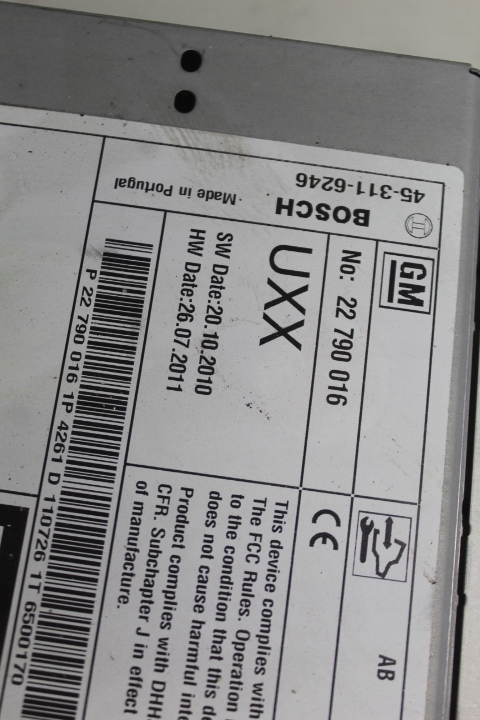 45-311-6246
BOSCH Made in Portugal
GM
No: 22 790 016
UXX
SW Date:20.10.2010
HW Date:26.07.2011
P 22 790 016 1P 4261 D 110726 1T 6500170
AB
CE
This device complies with
The FCC Rules. Operation
to the condition that this de
does not cause harmful inte
Product complies with DHH
CFR. Subchapter J in effect
of manufacture.